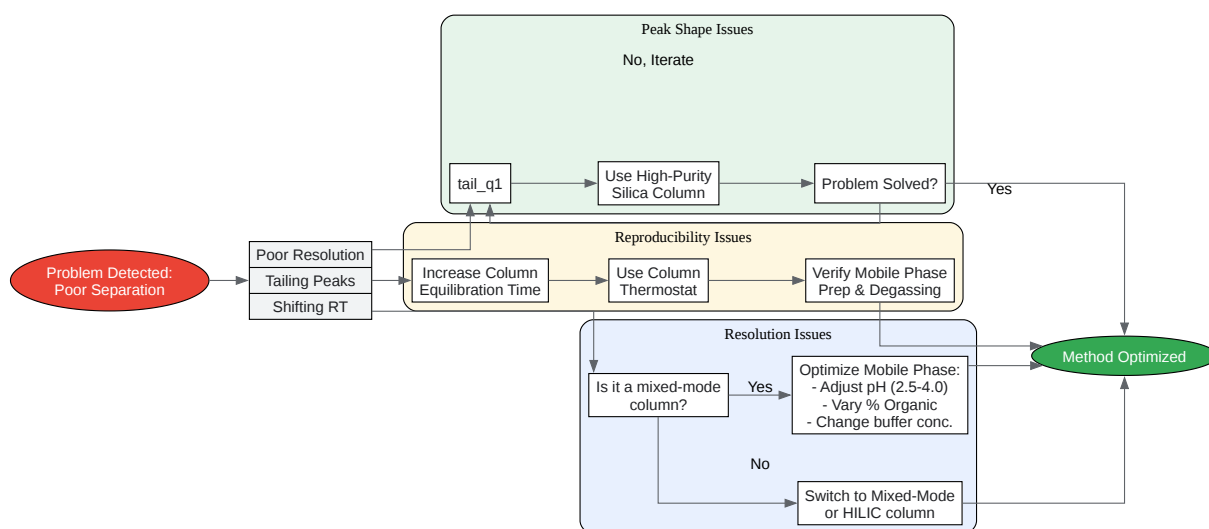 Peak Shape Issues
No, Iterate
tail_q1
Use High-Purity
Silica Column
Problem Solved?
Yes
Reproducibility Issues
Problem Detected:
Poor Separation
Poor Resolution
Tailing Peaks
Shifting RT
Increase Column
Equilibration Time
Use Column
Thermostat
Verify Mobile Phase
Prep & Degassing
Resolution Issues
Is it a mixed-mode
column?
Yes
Optimize Mobile Phase:
- Adjust pH (2.5-4.0)
- Vary % Organic
- Change buffer conc.
Method Optimized
No
Switch to Mixed-Mode
or HILIC column